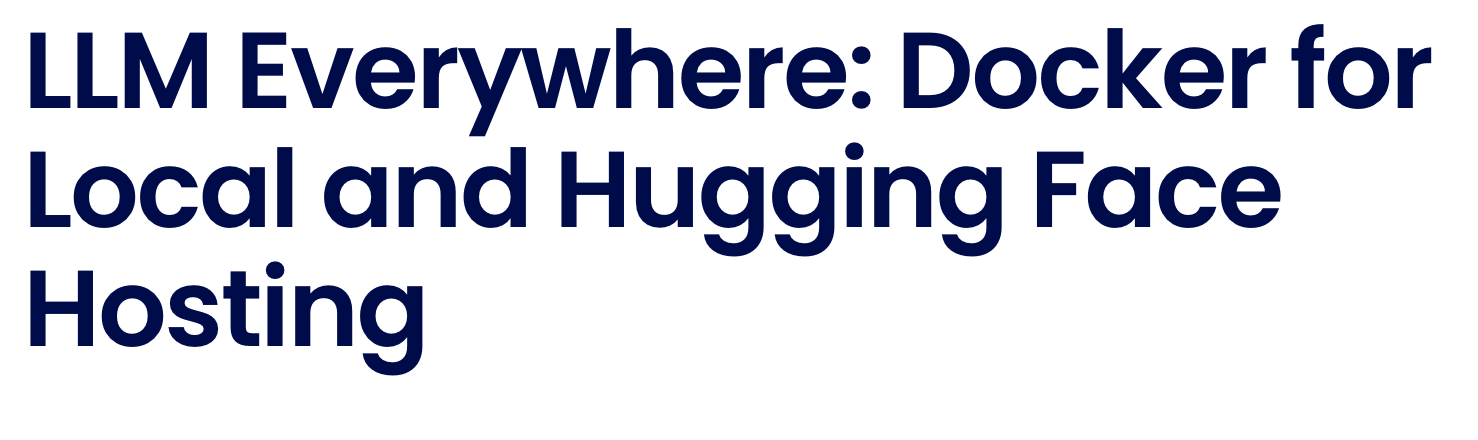 LLM Everywhere: Docker for
Local and Hugging Face
Hosting